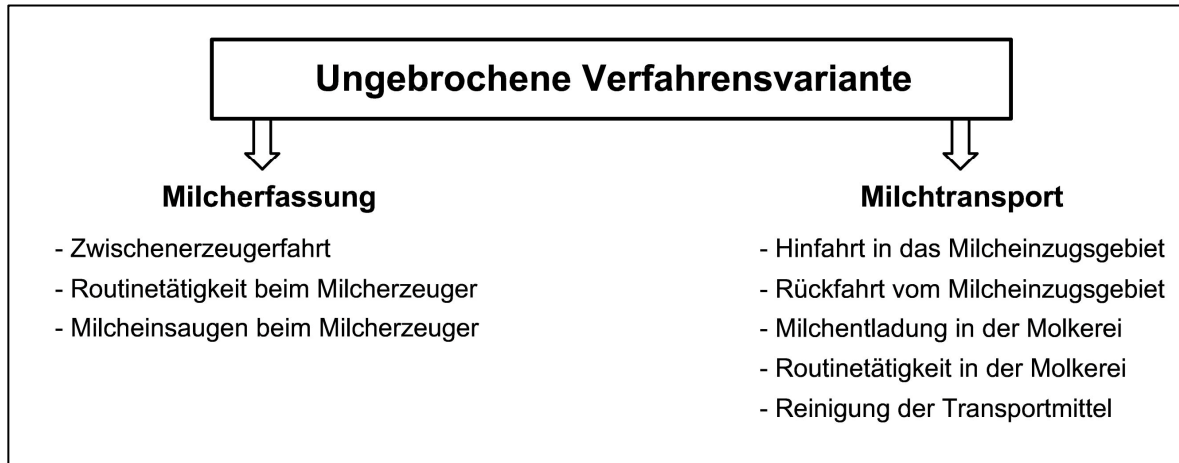 Ungebrochene Verfahrensvariante
Milcherfassung
- Zwischenerzeugerfahrt
- Routinetätigkeit beim Milcherzeuger
- Milcheinsaugen beim Milcherzeuger
Milchtransport
- Hinfahrt in das Milcheinzugsgebiet
- Rückfahrt vom Milcheinzugsgebiet
- Milchentladung in der Molkerei
- Routinetätigkeit in der Molkerei
- Reinigung der Transportmittel